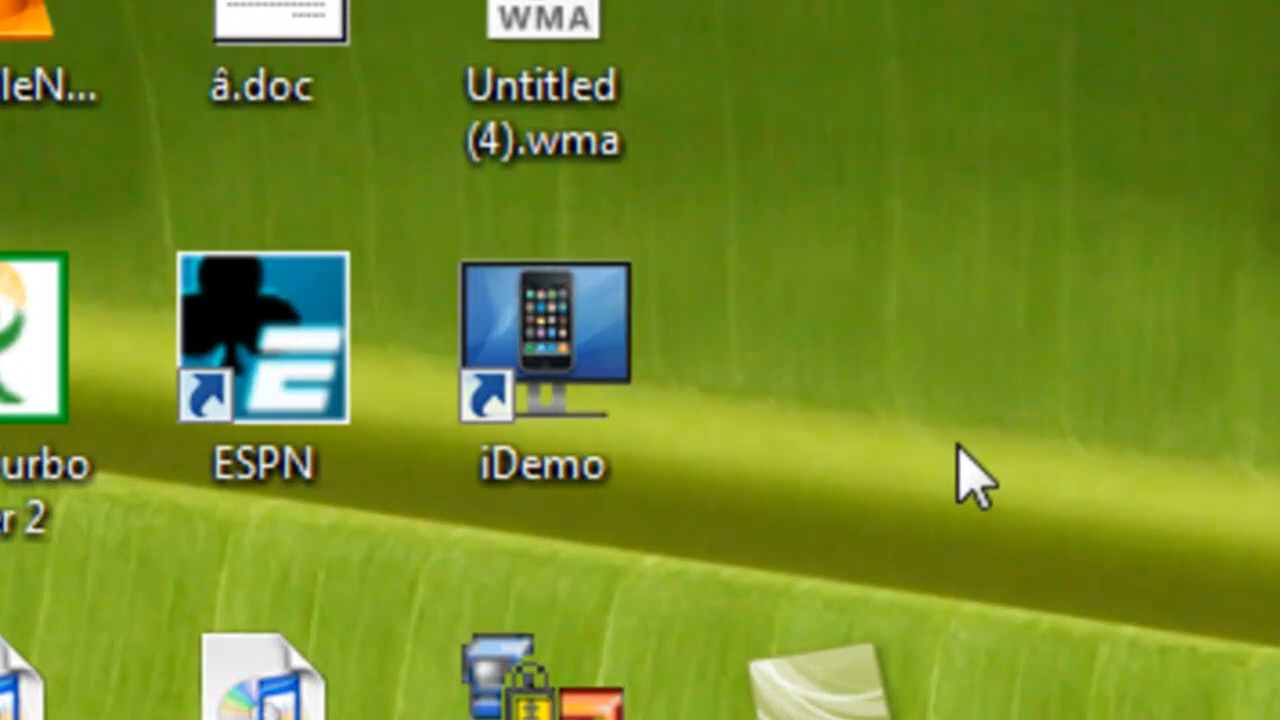 WMA
leN...
â.doc
Untitled
(4).wma
ESPN
iDemo
urbo
r 2